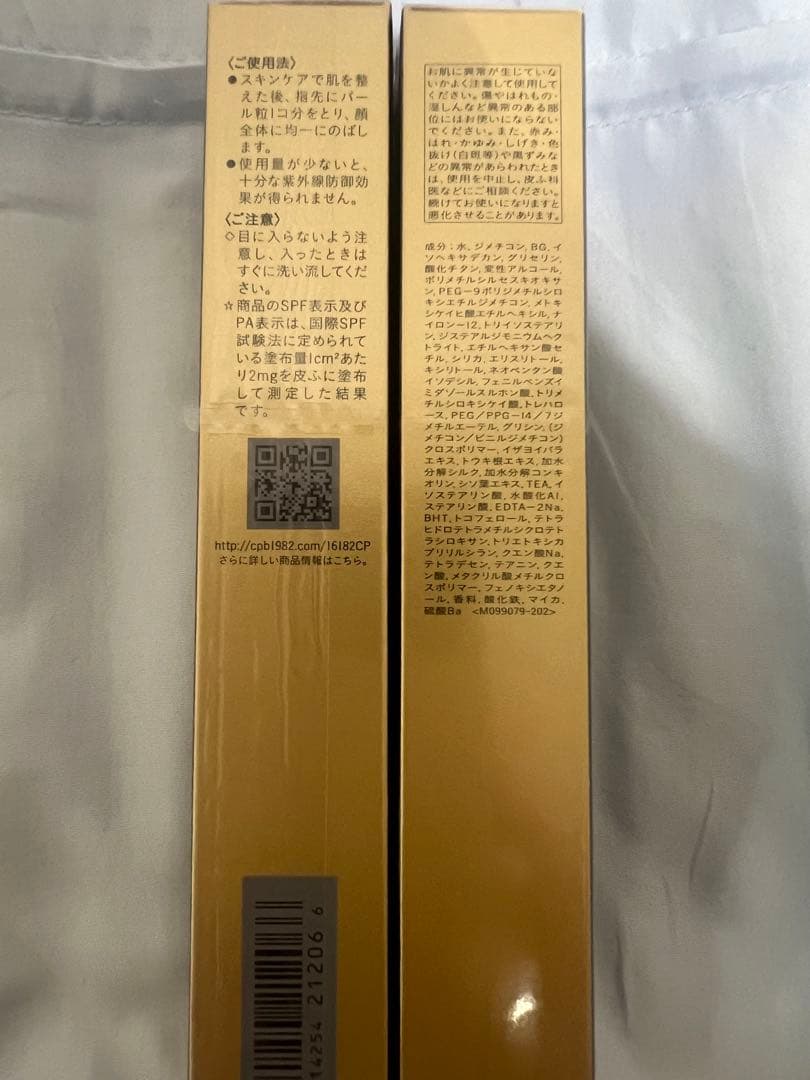 〈ご使用法〉
●スキンケアで肌を整
えた後、指先にパー
ル粒1コ分をとり、顔
全体に均一にのばし
ます。
●使用量が少ないと、
十分な紫外線防御効
果が得られません。
〈ご注意〉
◇目に入らないよう注
意し、入ったときは
すぐに洗い流してくだ
さい。
☆商品のSPF表示及び
PA表示は、国際SPF
試験法に定められて
いる塗布量1cm²あた
り2mgを皮ふに塗布
して測定した結果
です。
http://cpb1982.com/16182CP
さらに詳しい商品情報はこちら。
14254 21206 6
お肌に異常が生じていな
いかよく注意して使用して
ください。傷やはれもの・
湿しんなど異常のある部
位にはお使いにならない
でください。また、赤み・
はれ・かゆみ・しげき・色
抜け(白斑等)や黒ずみな
どの異常があらわれたとき
は、使用を中止し、皮ふ科
医などにご相談ください。
続けてお使いになりますと
悪化させることがあります。
成分;水、ジメチコン、BG、イ
ソヘキサデカン、グリセリン、
酸化チタン、変性アルコール、
ポリメチルシルセスキオキサ
ン、PEG-9ポリジメチルシロ
キシエチルジメチコン、メトキ
シケイヒ酸エチルヘキシル、ナ
イロン-12、トリイソステアリ
ン、ジステアルジモニウムヘク
トライト、エチルヘキサン酸セ
チル、シリカ、エリスリトール、
キシリトール、ネオペンタン酸
イソデシル、フェニルベンズイ
ミダゾールスルホン酸、トリメ
チルシロキシケイ酸、トレハロ
ース、PEG/PPG-14/7ジ
メチルエーテル、グリシン、(ジ
メチコン/ビニルジメチコン)
クロスポリマー、イザヨイバラ
エキス、トウキ根エキス、加水
分解シルク、加水分解コンキ
オリン、シソ葉エキス、TEA、イ
ソステアリン酸、水酸化Al、
ステアリン酸、EDTA-2Na、
BHT、トコフェロール、テトラ
ヒドロテトラメチルシクロテト
ラシロキサン、トリエトキシカ
プリリルシラン、クエン酸Na、
テトラデセン、テアニン、クエ
ン酸、メタクリル酸メチルクロ
スポリマー、フェノキシエタノ
ール、香料、酸化鉄、マイカ、
硫酸Ba <M099079-202>